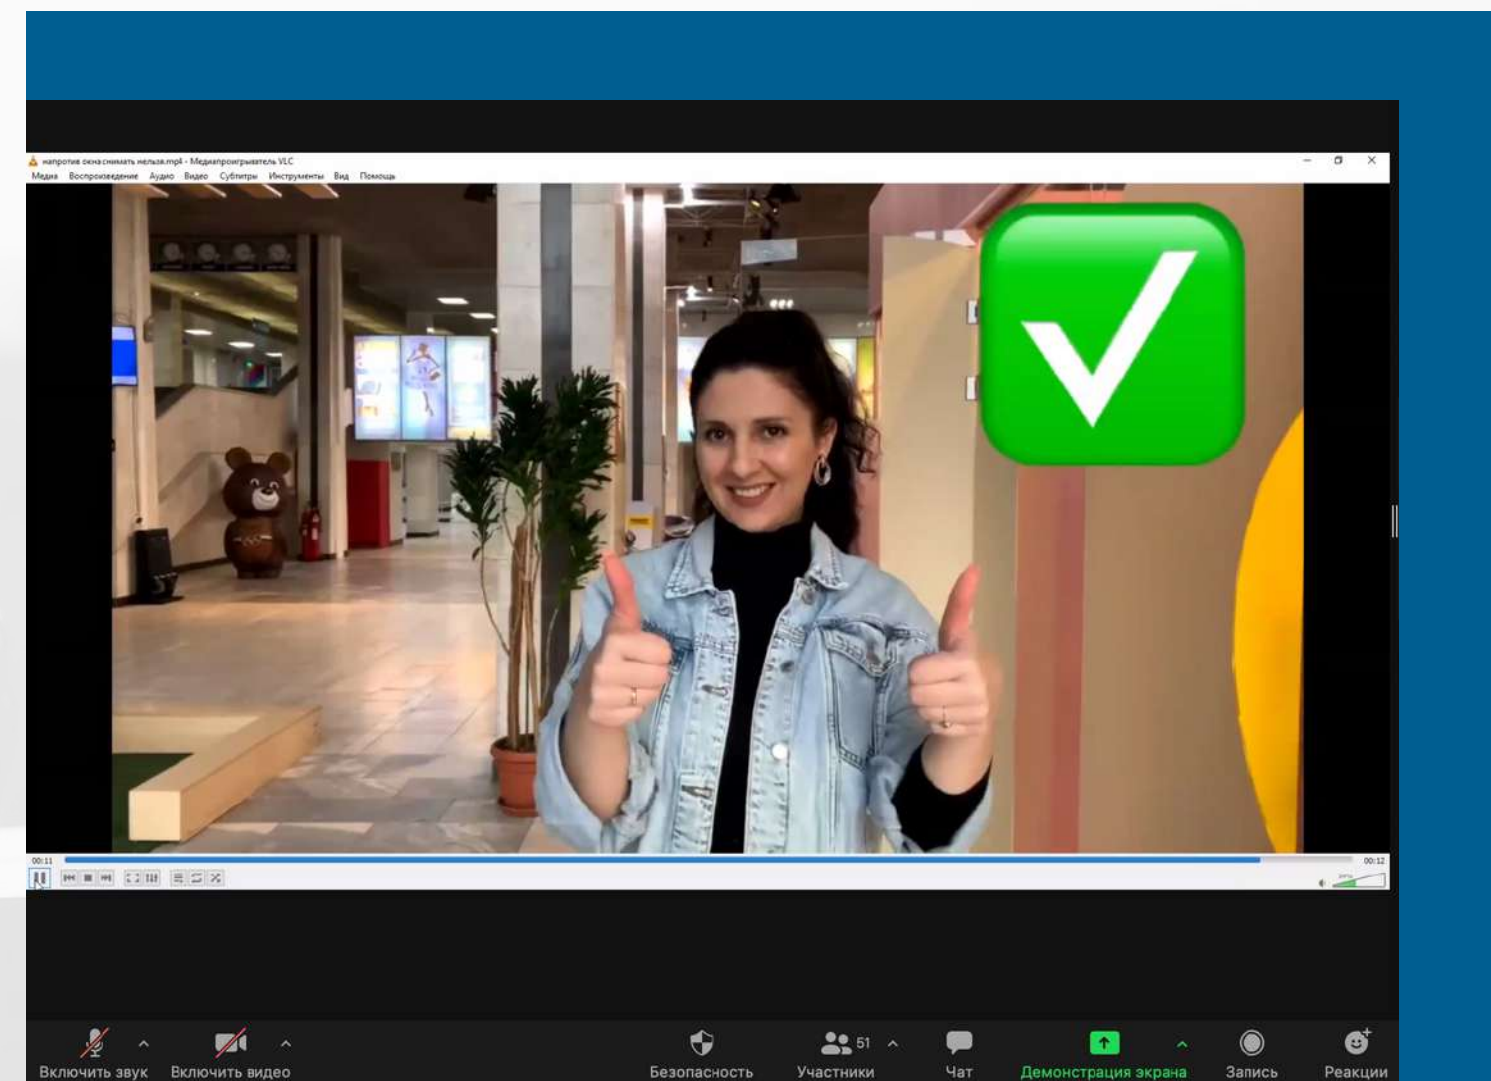 напротив окна снимать нельзя.mp4 - Медиапроигрыватель VLC
Медиа Воспроизведение Аудио Видео Субтитры Инструменты Вид Помощь
00:11
00:12
Включить звук
Включить видео
Безопасность
51
Участники
Чат
Демонстрация экрана
Запись
Реакции